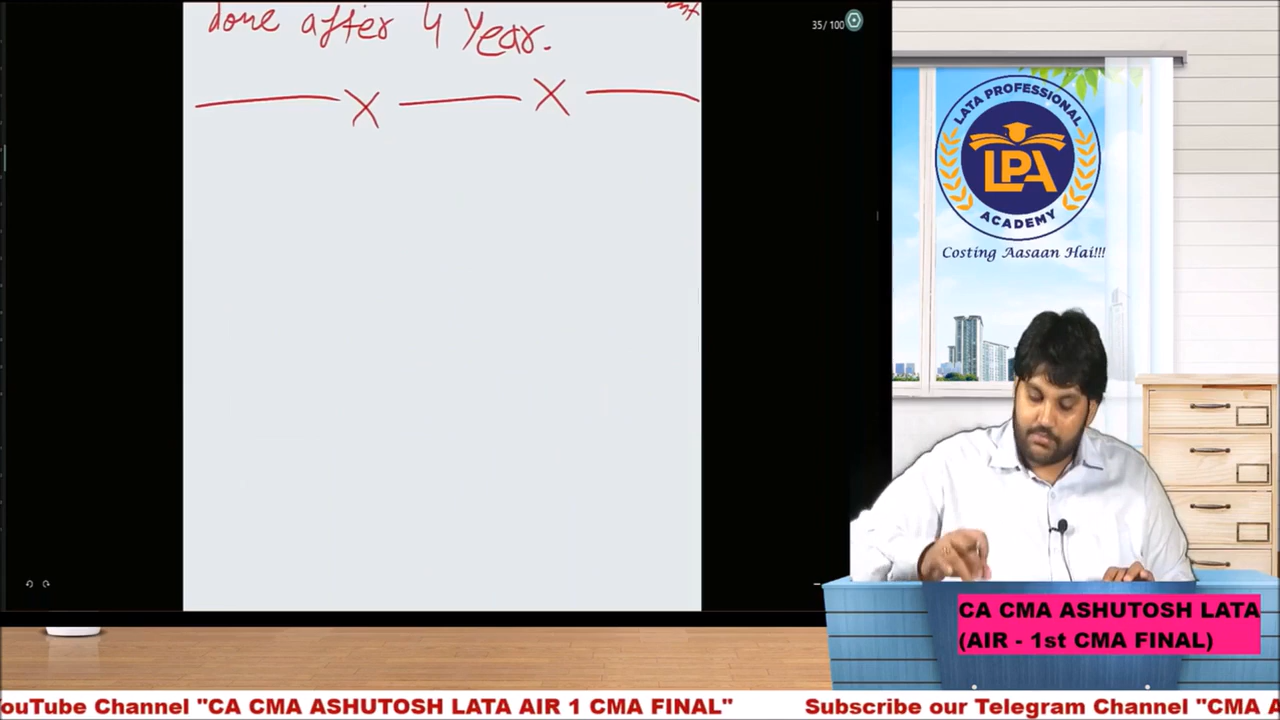 done after 4 Year.
35/ 100
LATA PROFESSIONAL
LPA
ACADEMY
Costing Aasaan Hai!!!
CA CMA ASHUTOSH LATA
(AIR - 1st CMA FINAL)
ouTube Channel "CA CMA ASHUTOSH LATA AIR 1 CMA FINAL"
Subscribe our Telegram Channel "CMA A